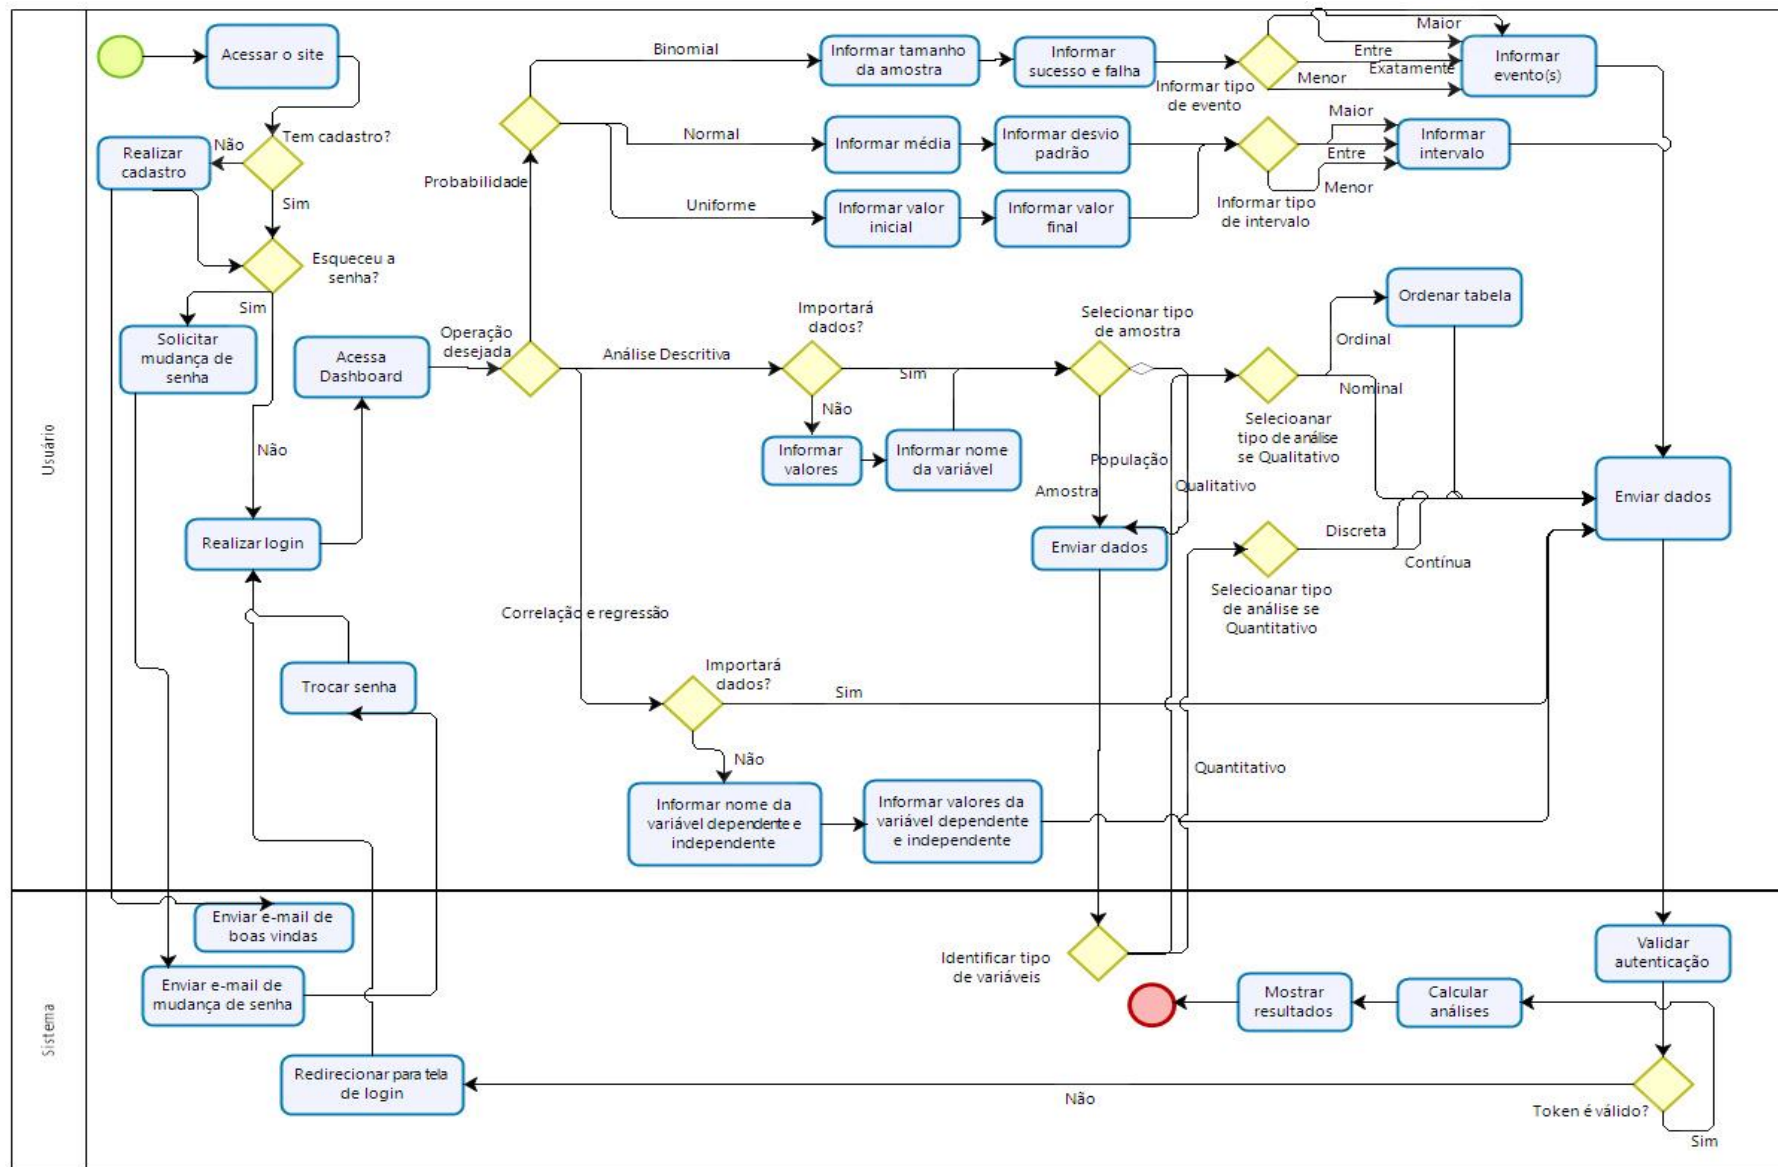 Usuário
Acessar o site
Tem cadastro?
Não
Realizar
cadastro
Sim
Esqueceu a
senha?
Sim
Solicitar
mudança de
senha
Não
Acessa
Dashboard
Realizar login
Trocar senha
Operação
desejada
Probabilidade
Binomial
Informar tamanho
da amostra
Informar
sucesso e falha
Informar tipo
de evento
Maior
Entre
Exatamente
Menor
Informar
evento(s)
Normal
Informar média
Informar desvio
padrão
Uniforme
Informar valor
inicial
Informar valor
final
Informar tipo
de intervalo
Maior
Entre
Menor
Informar
intervalo
Análise Descritiva
Importará
dados?
Sim
Não
Informar
valores
Informar nome
da variável
Selecionar tipo
de amostra
População
Amostra
Enviar dados
Qualitativo
Selecioanar
tipo de análise
se Qualitativo
Ordinal
Nominal
Ordenar tabela
Discreta
Contínua
Selecioanar tipo
de análise se
Quantitativo
Quantitativo
Enviar dados
Correlação e regressão
Importará
dados?
Sim
Não
Informar nome da
variável dependente e
independente
Informar valores da
variável dependente
e independente
Sistema
Enviar e-mail de
boas vindas
Enviar e-mail de
mudança de senha
Redirecionar para tela
de login
Identificar tipo
de variáveis
Validar
autenticação
Mostrar
resultados
Calcular
análises
Token é válido?
Não
Sim